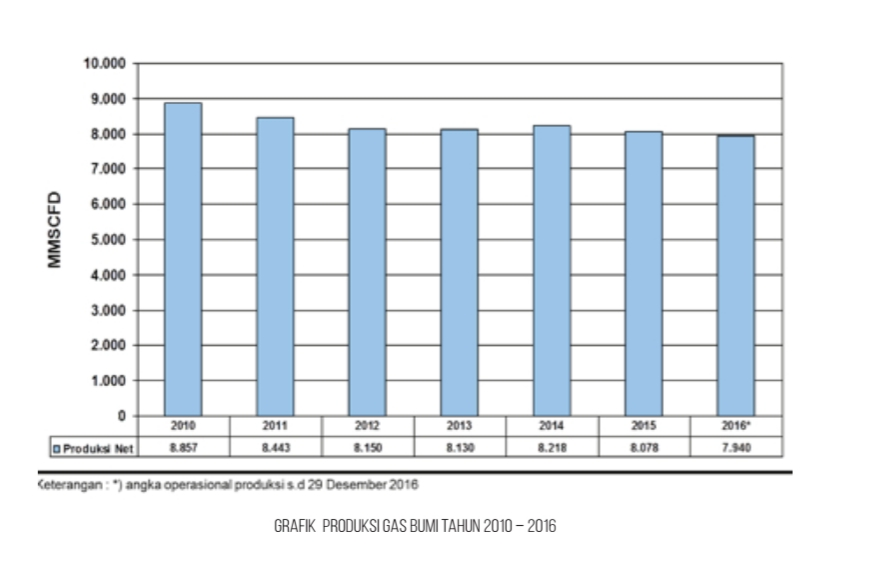 10.000
9.000
8.000
7.000
6.000
5.000
4.000
3.000
2.000
1.000
0
MMSCFD
2010 2011 2012 2013 2014 2015 2016*
Produksi Net 8.857 8.443 8.150 8.130 8.218 8.078 7.940
Keterangan : *) angka operasional produksi s.d 29 Desember 2016
GRAFIK PRODUKSI GAS BUMI TAHUN 2010 – 2016